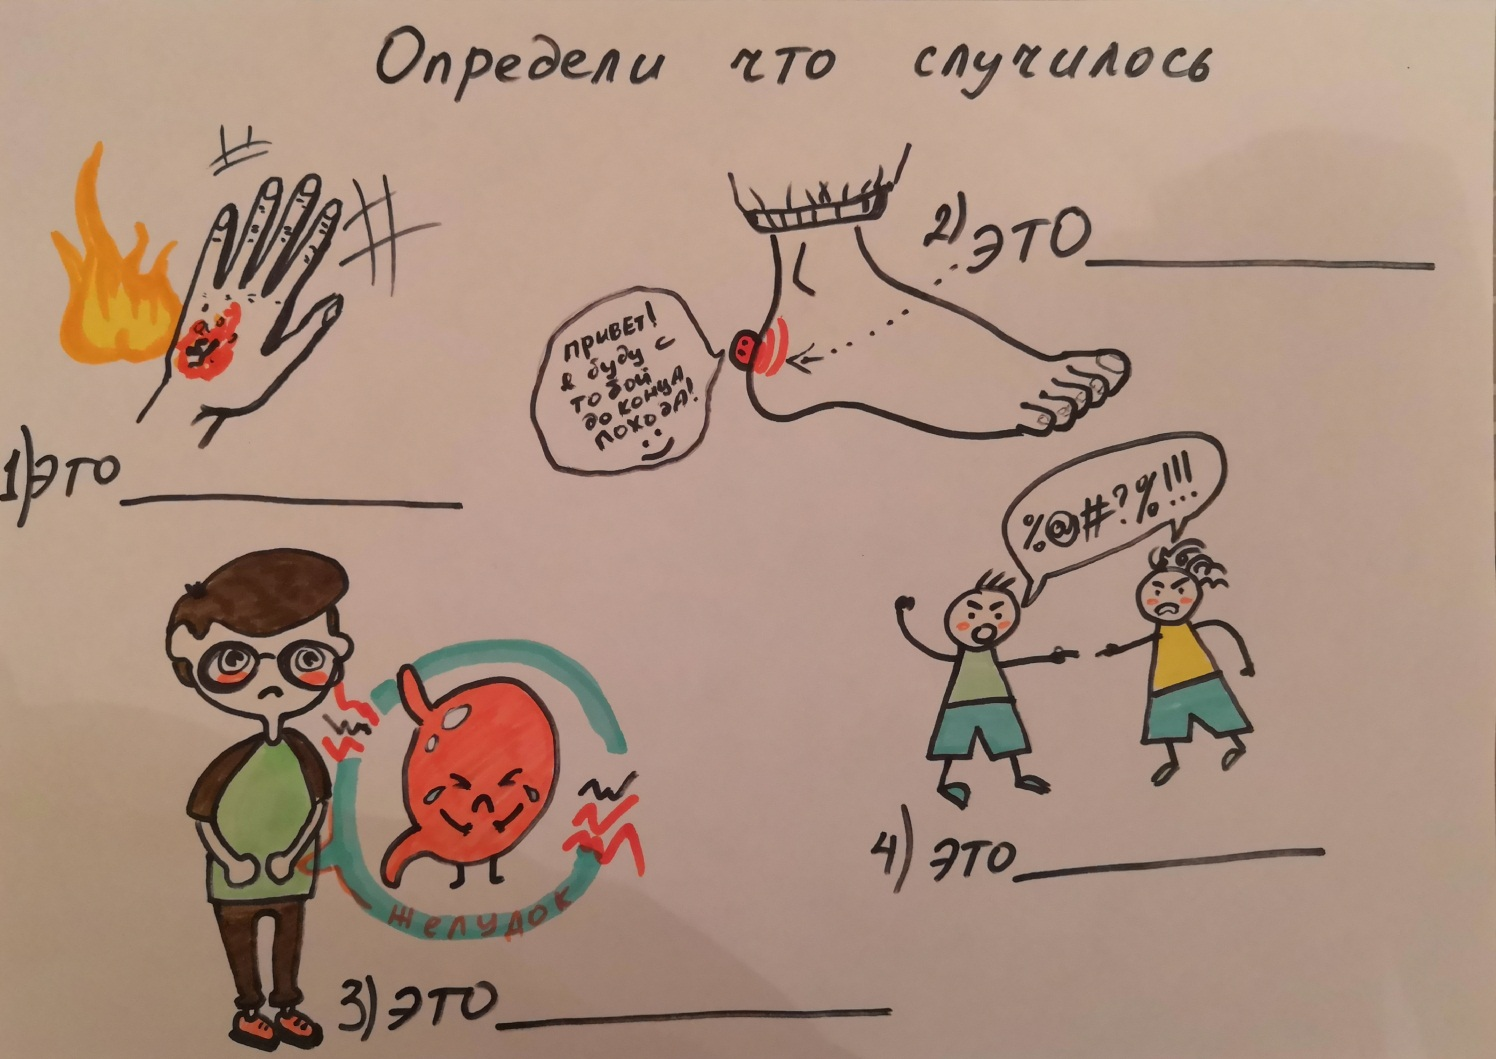 Определи что случилось
2) это
Привет!
я буду с
тобой
до конца
похода!
1) это
%@#?%!!!...
желудок
4) это
3) это